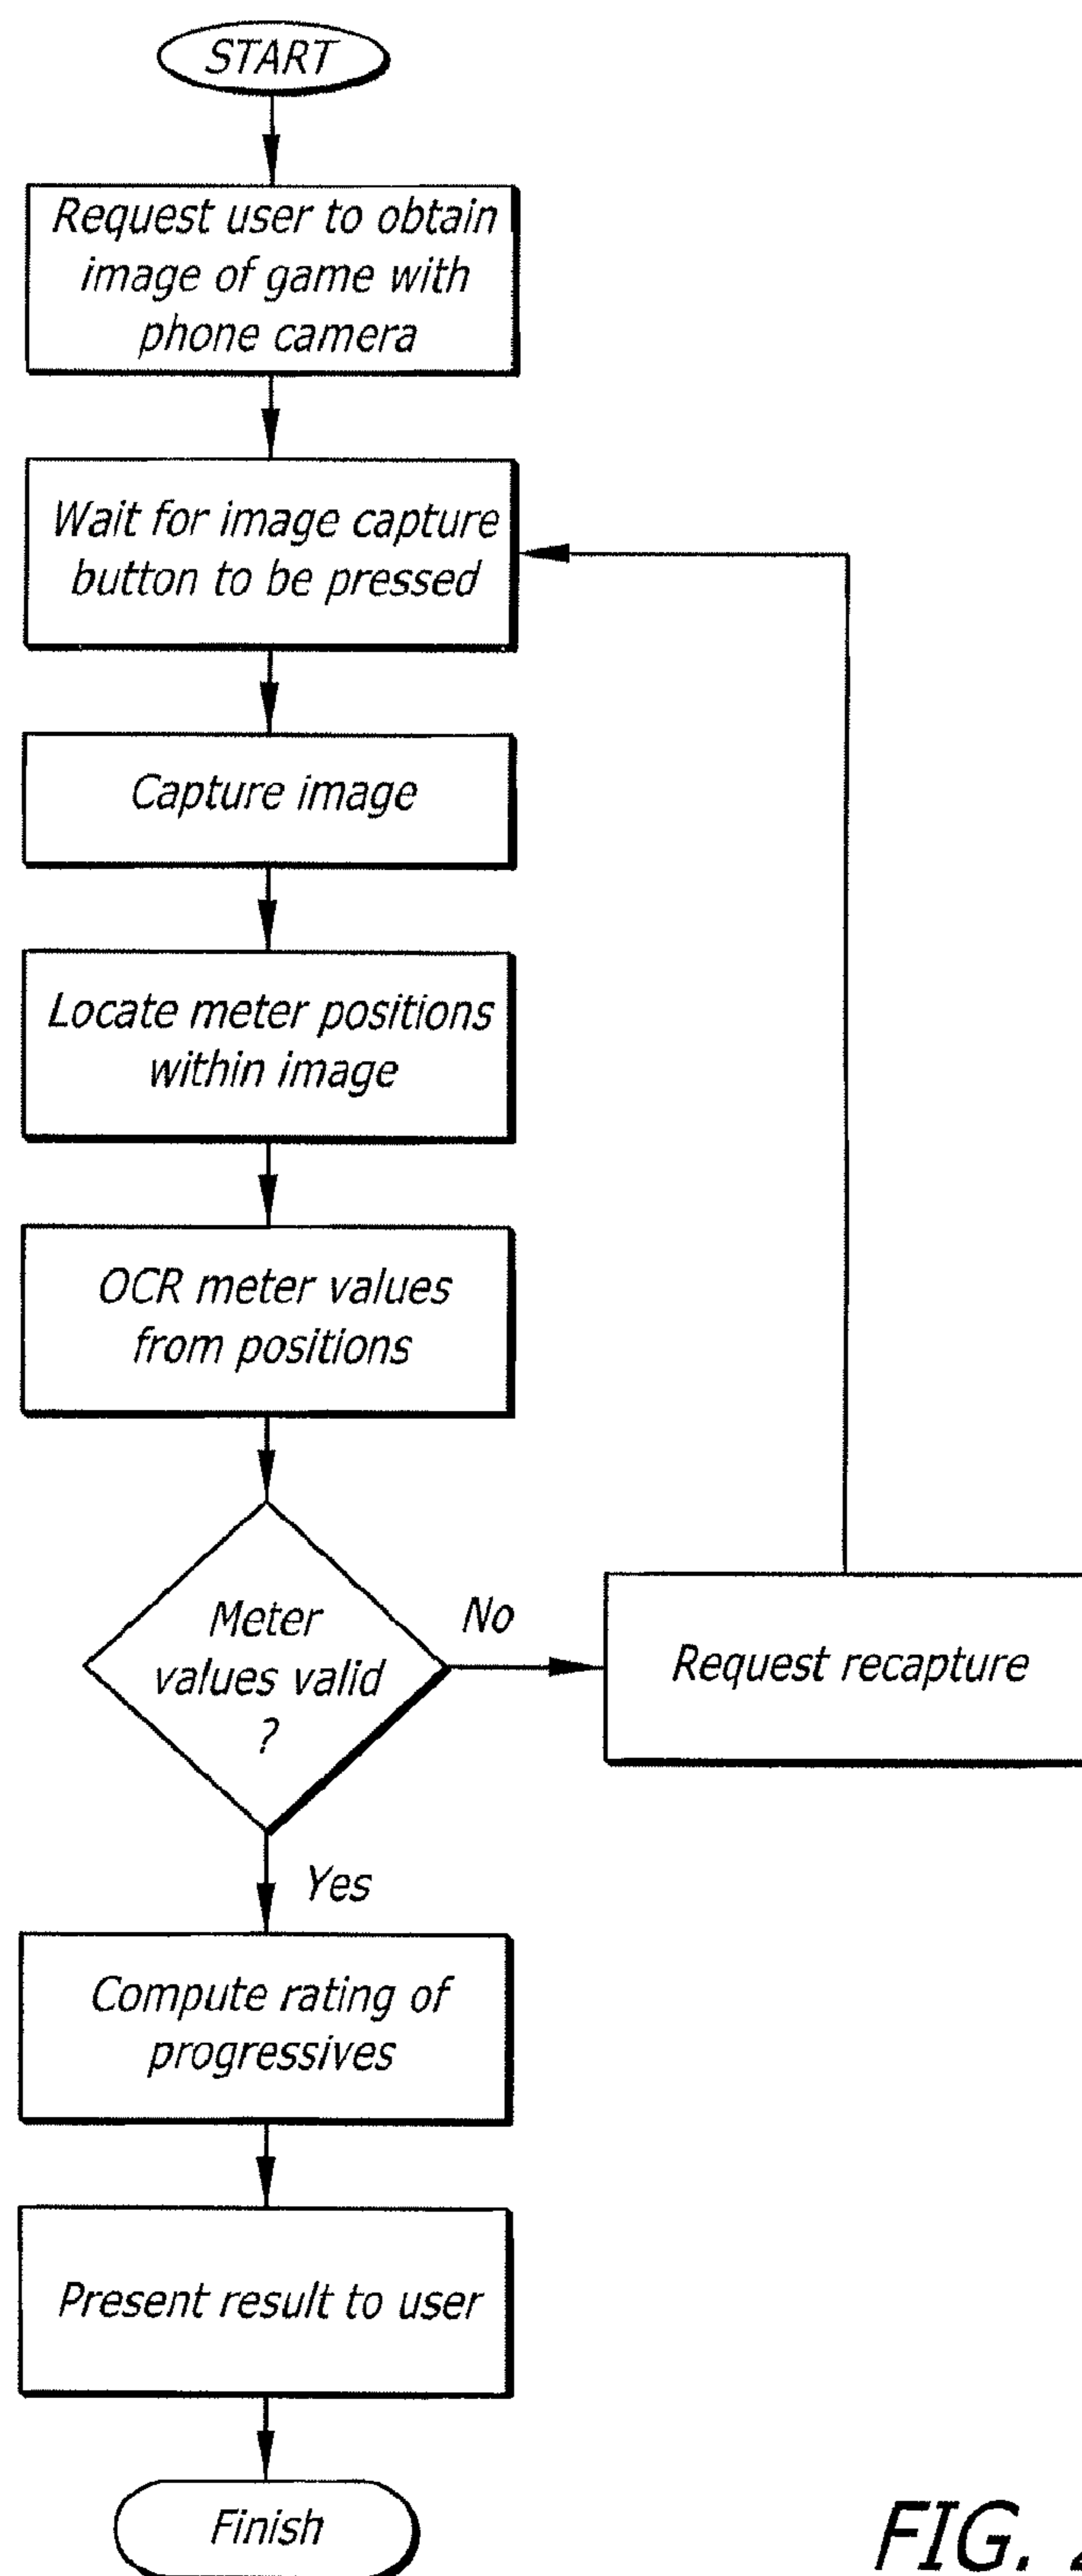 START
Request user to obtain
image of game with
phone camera
Wait for image capture
button to be pressed
Capture image
Locate meter positions
within image
OCR meter values
from positions
Meter
values valid
?
No
Request recapture
Yes
Compute rating of
progressives
Present result to user
Finish
FIG.